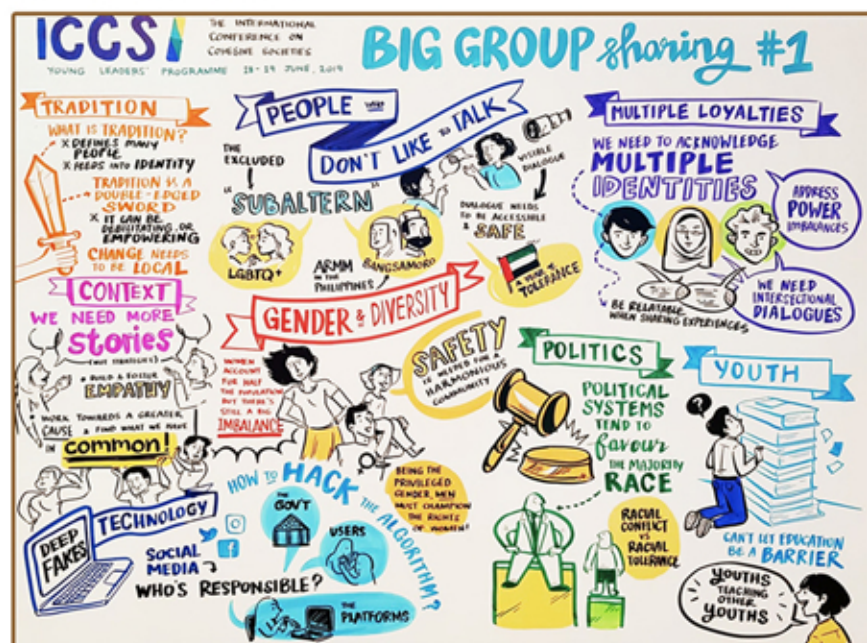 ICCS
THE INTERNATIONAL
CONFERENCE ON
COHESIVE SOCIETIES
YOUNG LEADERS' PROGRAMME 18-19 JUNE, 2019
BIG GROUP sharing #1
TRADITION
WHAT IS TRADITION?
x DEFINES MANY
PEOPLE
x FEEDS INTO IDENTITY
TRADITION IS A
DOUBLE-EDGED
SWORD
x IT CAN BE
DEBILITATING OR
EMPOWERING
CHANGE NEEDS
TO BE LOCAL
PEOPLE WHO
DON'T LIKE TO TALK
THE
EXCLUDED
"SUBALTERN"
LGBTQ+
ARMM
IN THE
PHILIPPINES
BANGSAMORO
VISIBLE
DIALOGUE
DIALOGUE NEEDS
TO BE ACCESSIBLE
& SAFE
A YEAR OF
TOLERANCE
MULTIPLE LOYALTIES
WE NEED TO ACKNOWLEDGE
MULTIPLE
IDENTITIES
ADDRESS
POWER
IMBALANCES
WE NEED
INTERSECTIONAL
DIALOGUES
BE RELATABLE
WHEN SHARING EXPERIENCES
CONTEXT
WE NEED MORE
stories
(NOT STRATEGIES)
• BUILD & FOSTER
EMPATHY
• WORK TOWARDS A GREATER
CAUSE & FIND WHAT WE HAVE
IN common!
GENDER & DIVERSITY
WOMEN
ACCOUNT
FOR HALF
THE POPULATION
BUT THERE'S
STILL A BIG
IMBALANCE
SAFETY
IS NEEDED FOR A
HARMONIOUS
COMMUNITY
BEING THE
PRIVILEGED
GENDER, MEN
MUST CHAMPION
THE RIGHTS
OF WOMEN!
POLITICS
POLITICAL
SYSTEMS
TEND TO
favour
THE MAJORITY
RACE
RACIAL
CONFLICT
VS
RACIAL
TOLERANCE
YOUTH
?
CAN'T LET EDUCATION
BE A BARRIER
YOUTHS
TEACHING
OTHER
YOUTHS
TECHNOLOGY
DEEP
FAKES
SOCIAL
MEDIA
WHO'S RESPONSIBLE?
HOW TO HACK THE ALGORITHM?
THE
GOV'T
USERS
THE
PLATFORMS